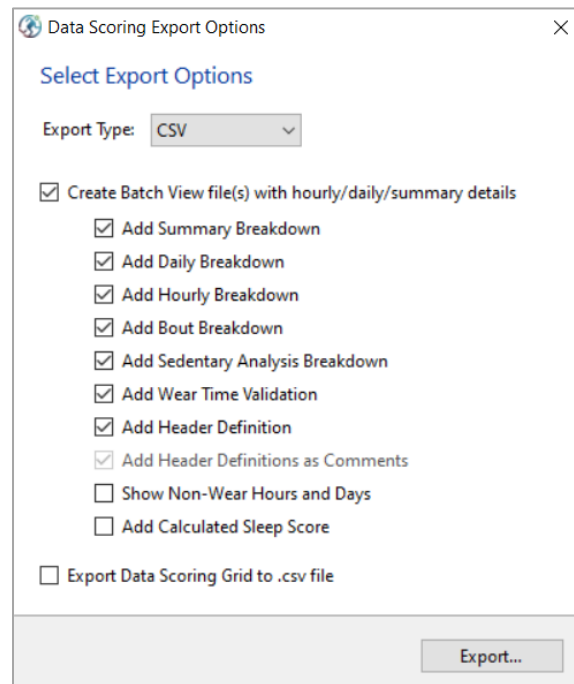 Data Scoring Export Options
Select Export Options
Export Type: CSV
Create Batch View file(s) with hourly/daily/summary details
Add Summary Breakdown
Add Daily Breakdown
Add Hourly Breakdown
Add Bout Breakdown
Add Sedentary Analysis Breakdown
Add Wear Time Validation
Add Header Definition
Add Header Definitions as Comments
Show Non-Wear Hours and Days
Add Calculated Sleep Score
Export Data Scoring Grid to .csv file
Export...